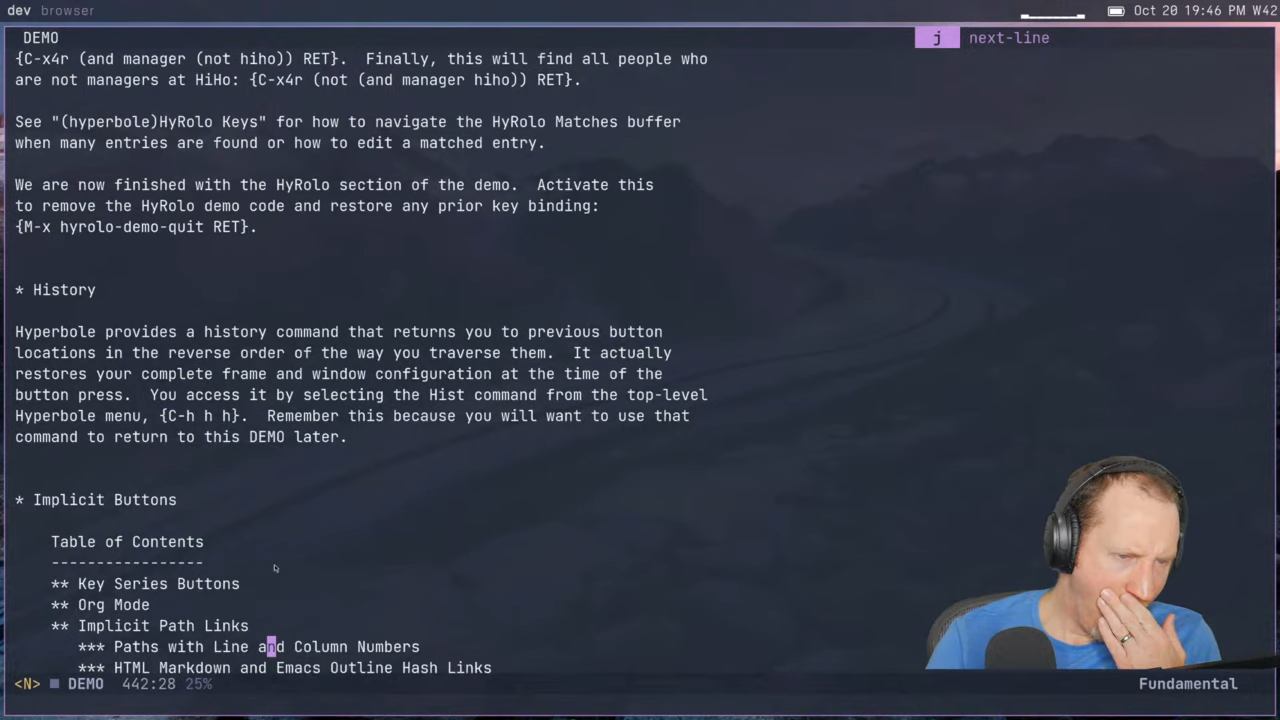 dev browser
Oct 20 19:46 PM W42
DEMO
j next-line
{C-x4r (and manager (not hiho)) RET}.  Finally, this will find all people who
are not managers at HiHo: {C-x4r (not (and manager hiho)) RET}.
See "(hyperbole)HyRolo Keys" for how to navigate the HyRolo Matches buffer
when many entries are found or how to edit a matched entry.
We are now finished with the HyRolo section of the demo.  Activate this
to remove the HyRolo demo code and restore any prior key binding:
{M-x hyrolo-demo-quit RET}.
* History
Hyperbole provides a history command that returns you to previous button
locations in the reverse order of the way you traverse them.  It actually
restores your complete frame and window configuration at the time of the
button press.  You access it by selecting the Hist command from the top-level
Hyperbole menu, {C-h h h}.  Remember this because you will want to use that
command to return to this DEMO later.
* Implicit Buttons
Table of Contents
-----------------
** Key Series Buttons
** Org Mode
** Implicit Path Links
*** Paths with Line and Column Numbers
*** HTML Markdown and Emacs Outline Hash Links
<N> DEMO 442:28 25%
Fundamental